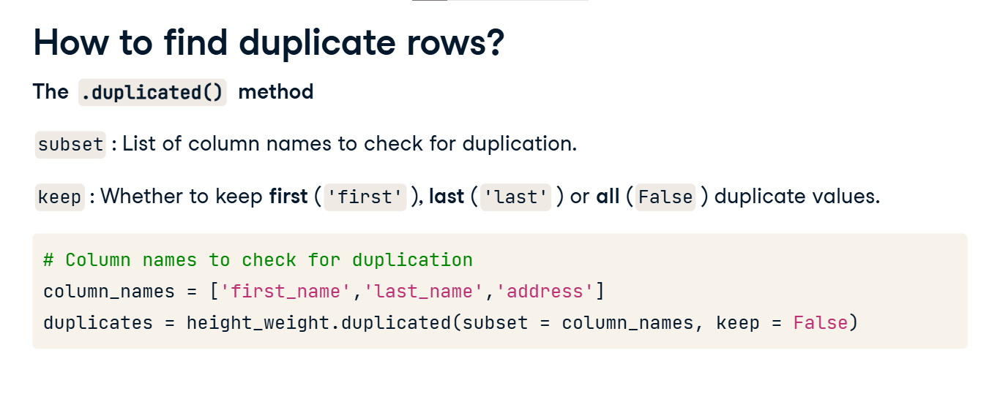 How to find duplicate rows?
The .duplicated() method
subset : List of column names to check for duplication.
keep : Whether to keep first ( 'first' ), last ( 'last' ) or all ( False ) duplicate values.
# Column names to check for duplication
column_names = ['first_name','last_name','address']
duplicates = height_weight.duplicated(subset = column_names, keep = False)